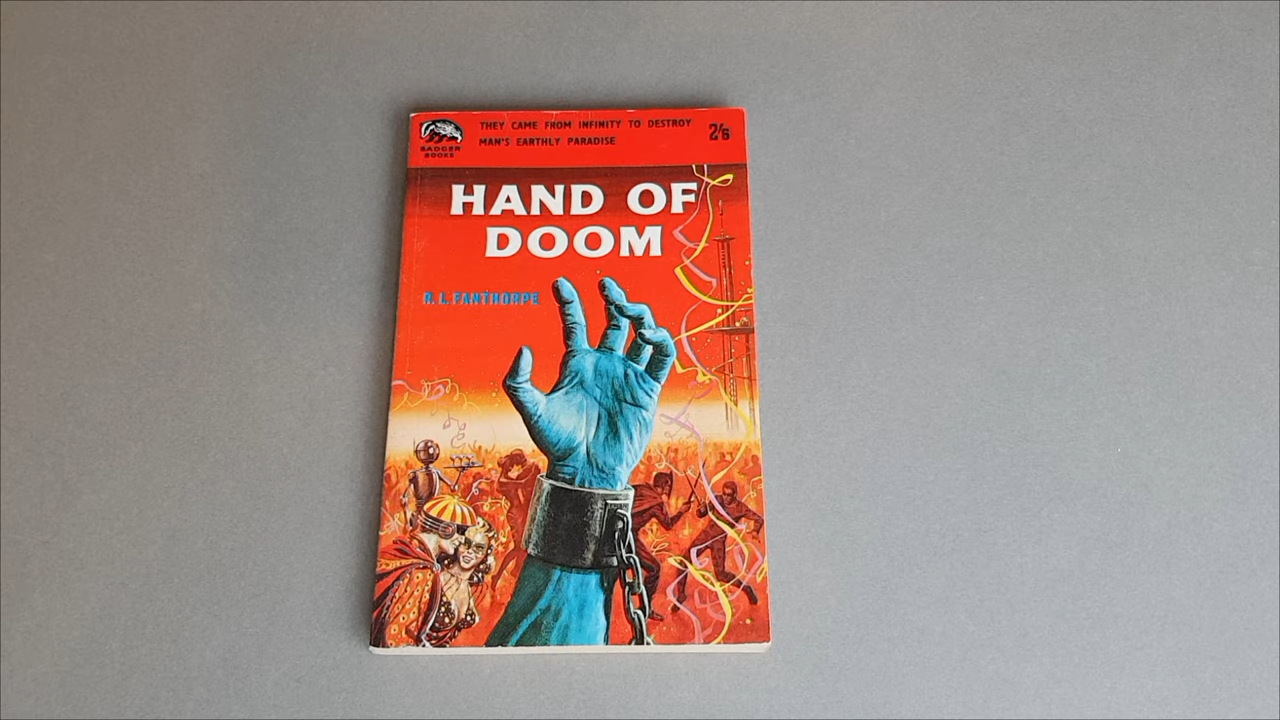 BADGER
BOOKS
THEY CAME FROM INFINITY TO DESTROY
MAN'S EARTHLY PARADISE
2/6
HAND OF
DOOM
R. L. FANTHORPE